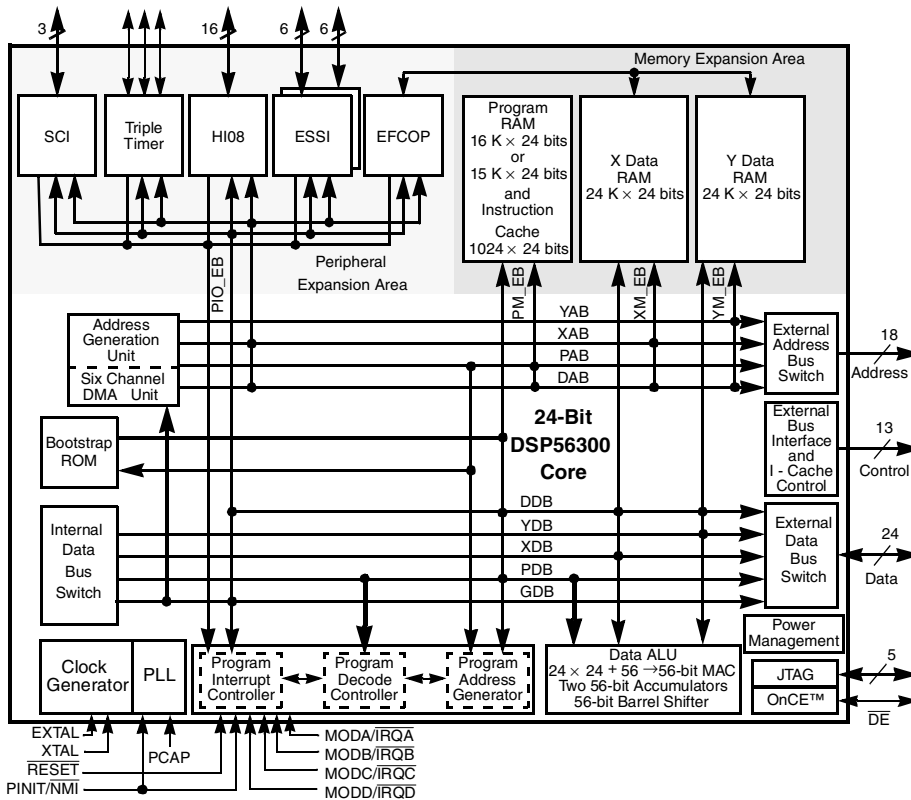 3
16
6
6
Memory Expansion Area
SCI
Triple
Timer
HI08
ESSI
EFCOP
Program
RAM
16 K × 24 bits
or
15 K × 24 bits
and
Instruction
Cache
1024 × 24 bits
X Data
RAM
24 K × 24 bits
Y Data
RAM
24 K × 24 bits
Peripheral
Expansion Area
PIO_EB
PM_EB
XM_EB
YM_EB
Address
Generation
Unit
Six Channel
DMA Unit
YAB
XAB
PAB
DAB
External
Address
Bus
Switch
18
Address
Bootstrap
ROM
24-Bit
DSP56300
Core
External
Bus
Interface
and
I - Cache
Control
13
Control
Internal
Data
Bus
Switch
DDB
YDB
XDB
PDB
GDB
External
Data
Bus
Switch
24
Data
Power
Management
Clock
Generator
PLL
Program
Interrupt
Controller
Program
Decode
Controller
Program
Address
Generator
Data ALU
24 × 24 + 56 →56-bit MAC
Two 56-bit Accumulators
56-bit Barrel Shifter
JTAG
OnCE™
5
DE
EXTAL
XTAL
RESET
PINIT/NMI
PCAP
MODA/IRQA
MODB/IRQB
MODC/IRQC
MODD/IRQD